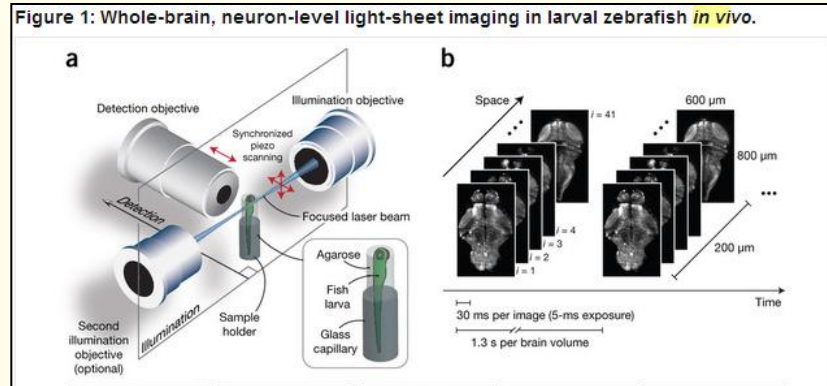 Figure 1: Whole-brain, neuron-level light-sheet imaging in larval zebrafish in vivo.
a
Detection objective
Illumination objective
Synchronized
piezo
scanning
Focused laser beam
Detection
Illumination
Second
illumination
objective
(optional)
Sample
holder
Agarose
Fish
larva
Glass
capillary
b
Space
i = 41
i = 4
i = 3
i = 2
i = 1
600 µm
800 µm
200 µm
Time
30 ms per image (5-ms exposure)
1.3 s per brain volume